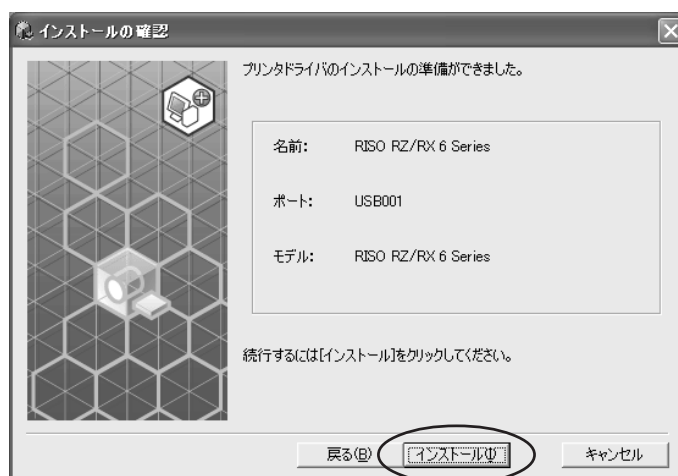 インストールの確認
プリンタドライバのインストールの準備ができました。
名前: RISO RZ/RX 6 Series
ポート: USB001
モデル: RISO RZ/RX 6 Series
続行するには[インストール]をクリックしてください。
戻る(B) インストール(I) キャンセル